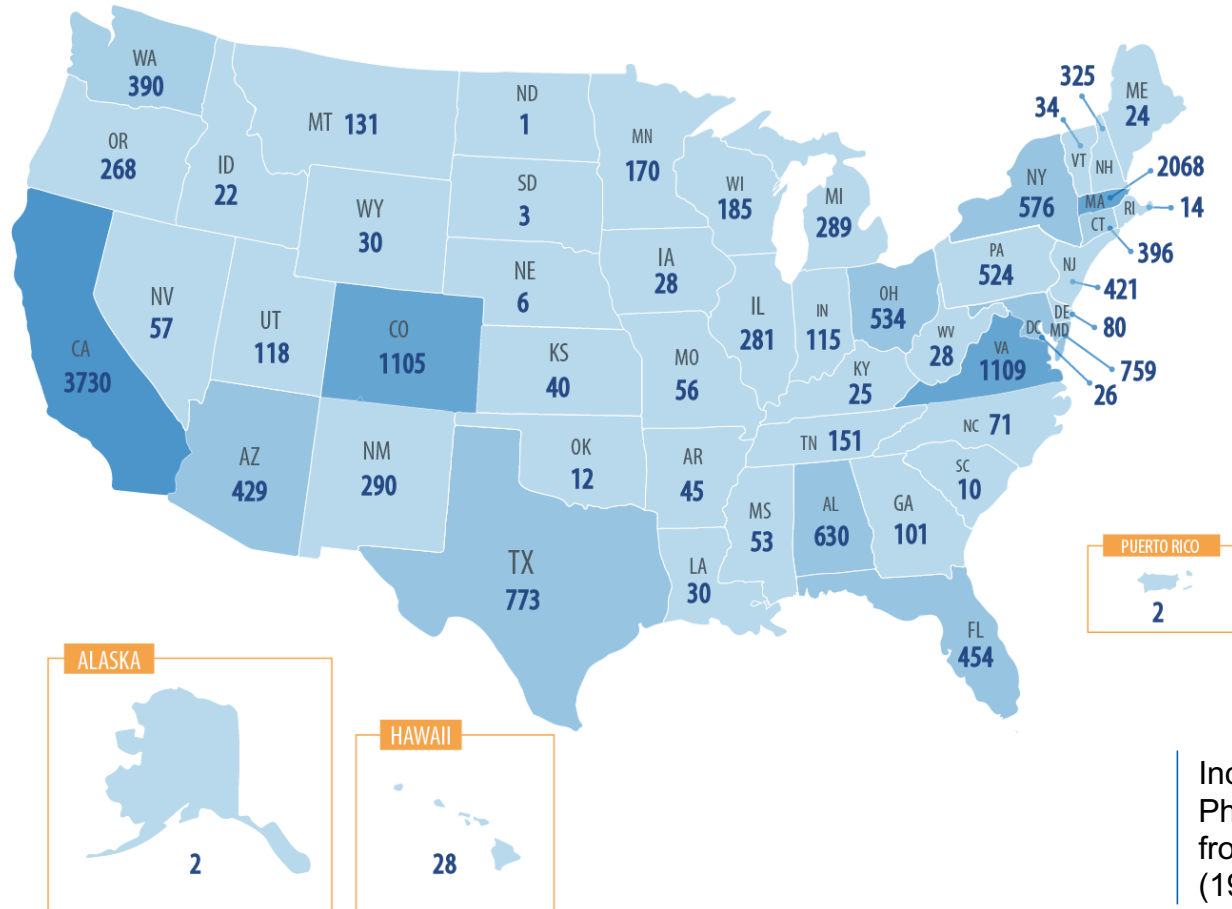 WA
390
OR
268
ID
22
MT 131
ND
1
SD
3
WY
30
NE
6
NV
57
UT
118
CO
1105
KS
40
CA
3730
AZ
429
NM
290
OK
12
TX
773
MN
170
IA
28
MO
56
AR
45
LA
30
WI
185
IL
281
MI
289
IN
115
OH
534
KY
25
TN 151
MS
53
AL
630
GA
101
FL
454
SC
10
NC 71
VA
1109
WV
28
PA
524
NY
576
VT
34
NH
325
ME
24
MA
2068
RI
14
CT
396
NJ
421
DE
80
MD
759
DC
26
PUERTO RICO
2
ALASKA
2
HAWAII
28
(19